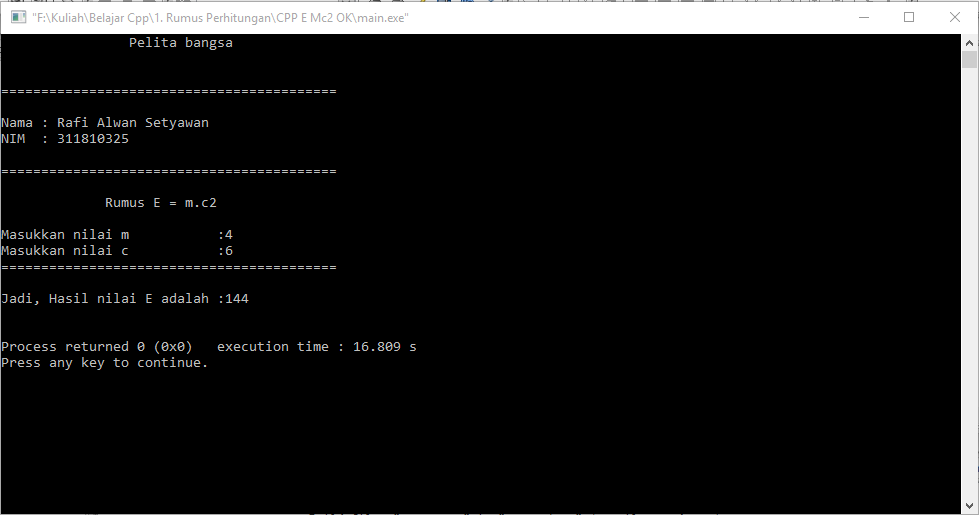 "F:\Kuliah\Belajar Cpp\1. Rumus Perhitungan\CPP E Mc2 OK\main.exe"
Pelita bangsa
==========================================
Nama : Rafi Alwan Setyawan
NIM  : 311810325
==========================================
Rumus E = m.c2
Masukkan nilai m           :4
Masukkan nilai c           :6
==========================================
Jadi, Hasil nilai E adalah :144
Process returned 0 (0x0)   execution time : 16.809 s
Press any key to continue.